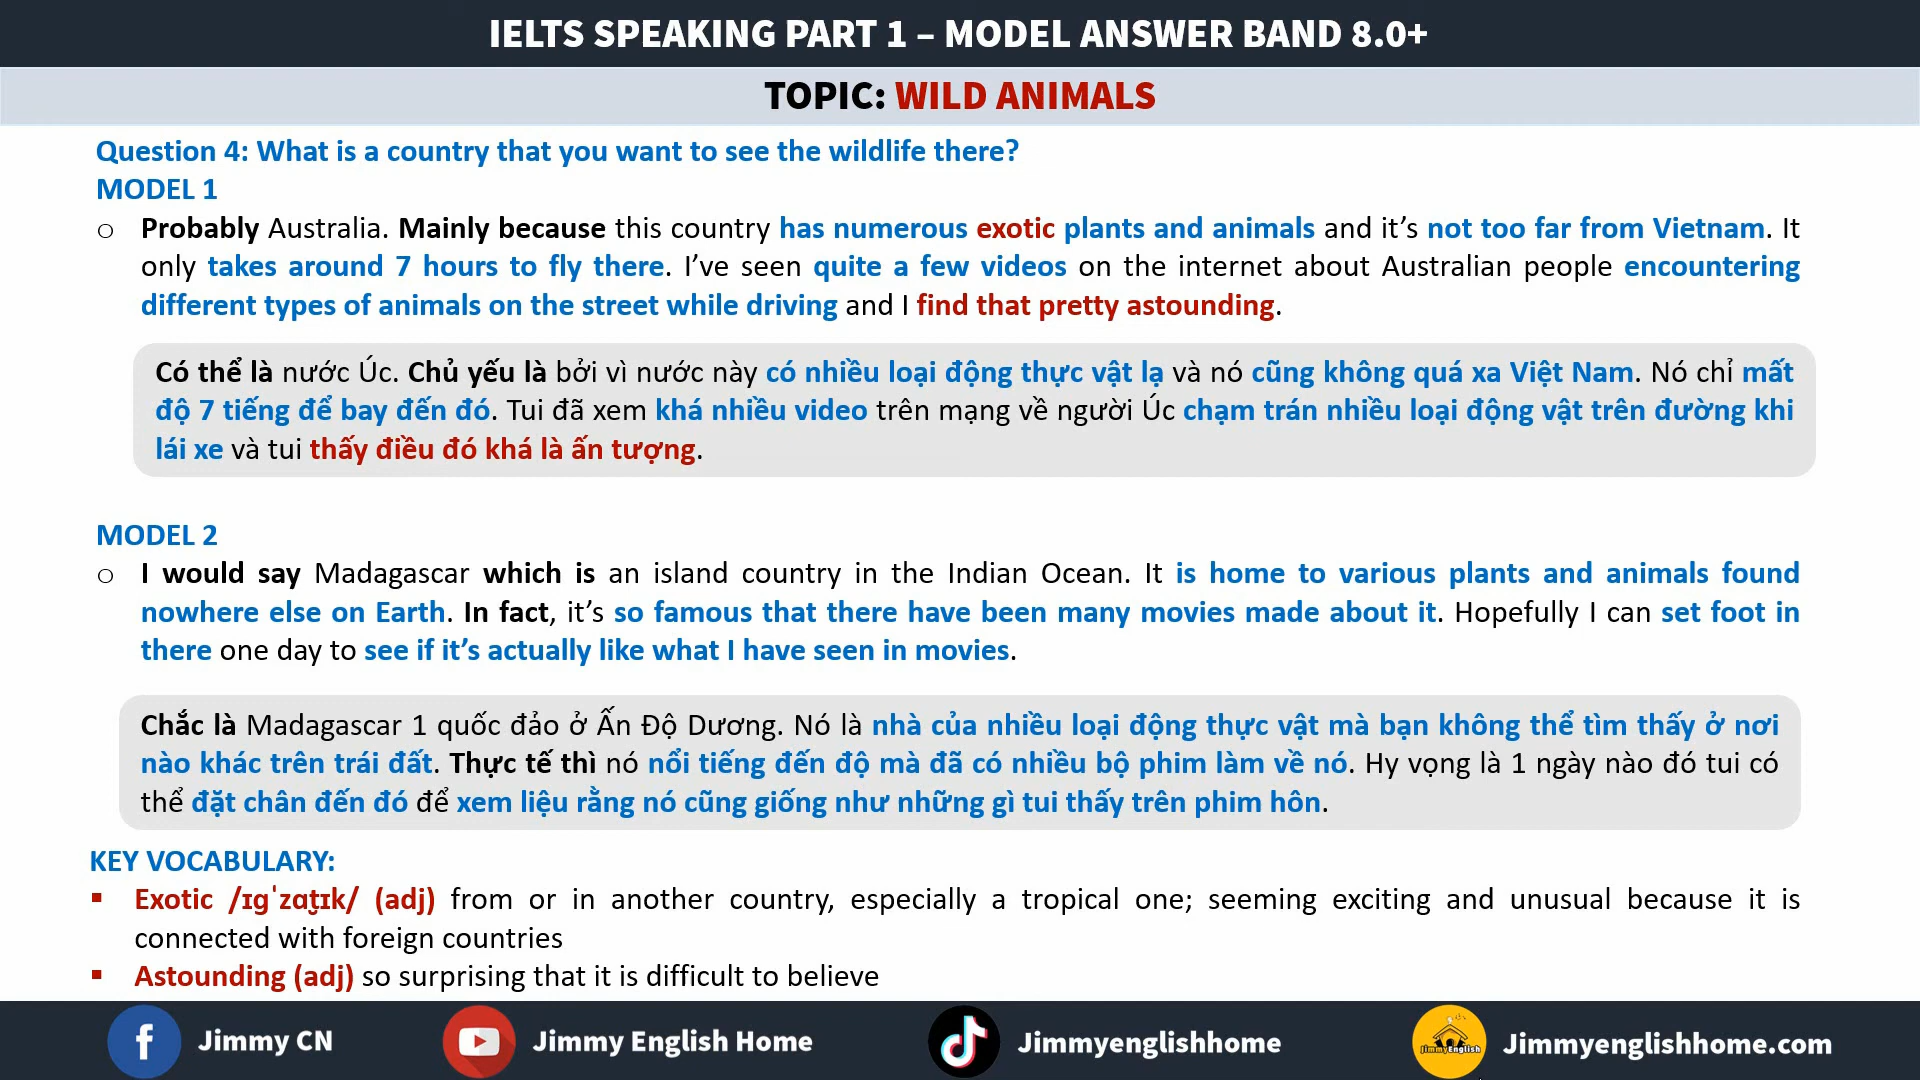 IELTS SPEAKING PART 1 – MODEL ANSWER BAND 8.0+
TOPIC: WILD ANIMALS
Question 4: What is a country that you want to see the wildlife there?
MODEL 1
o Probably Australia. Mainly because this country has numerous exotic plants and animals and it’s not too far from Vietnam. It
only takes around 7 hours to fly there. I’ve seen quite a few videos on the internet about Australian people encountering
different types of animals on the street while driving and I find that pretty astounding.
Có thể là nước Úc. Chủ yếu là bởi vì nước này có nhiều loại động thực vật lạ và nó cũng không quá xa Việt Nam. Nó chỉ mất
độ 7 tiếng để bay đến đó. Tui đã xem khá nhiều video trên mạng về người Úc chạm trán nhiều loại động vật trên đường khi
lái xe và tui thấy điều đó khá là ấn tượng.
MODEL 2
o I would say Madagascar which is an island country in the Indian Ocean. It is home to various plants and animals found
nowhere else on Earth. In fact, it’s so famous that there have been many movies made about it. Hopefully I can set foot in
there one day to see if it’s actually like what I have seen in movies.
Chắc là Madagascar 1 quốc đảo ở Ấn Độ Dương. Nó là nhà của nhiều loại động thực vật mà bạn không thể tìm thấy ở nơi
nào khác trên trái đất. Thực tế thì nó nổi tiếng đến độ mà đã có nhiều bộ phim làm về nó. Hy vọng là 1 ngày nào đó tui có
thể đặt chân đến đó để xem liệu rằng nó cũng giống như những gì tui thấy trên phim hôn.
KEY VOCABULARY:
▪ Exotic /ɪɡˈzɑt̬ɪk/ (adj) from or in another country, especially a tropical one; seeming exciting and unusual because it is
connected with foreign countries
▪ Astounding (adj) so surprising that it is difficult to believe
Jimmy CN
Jimmy English Home
Jimmyenglishhome
JimmyEnglish
Jimmyenglishhome.com